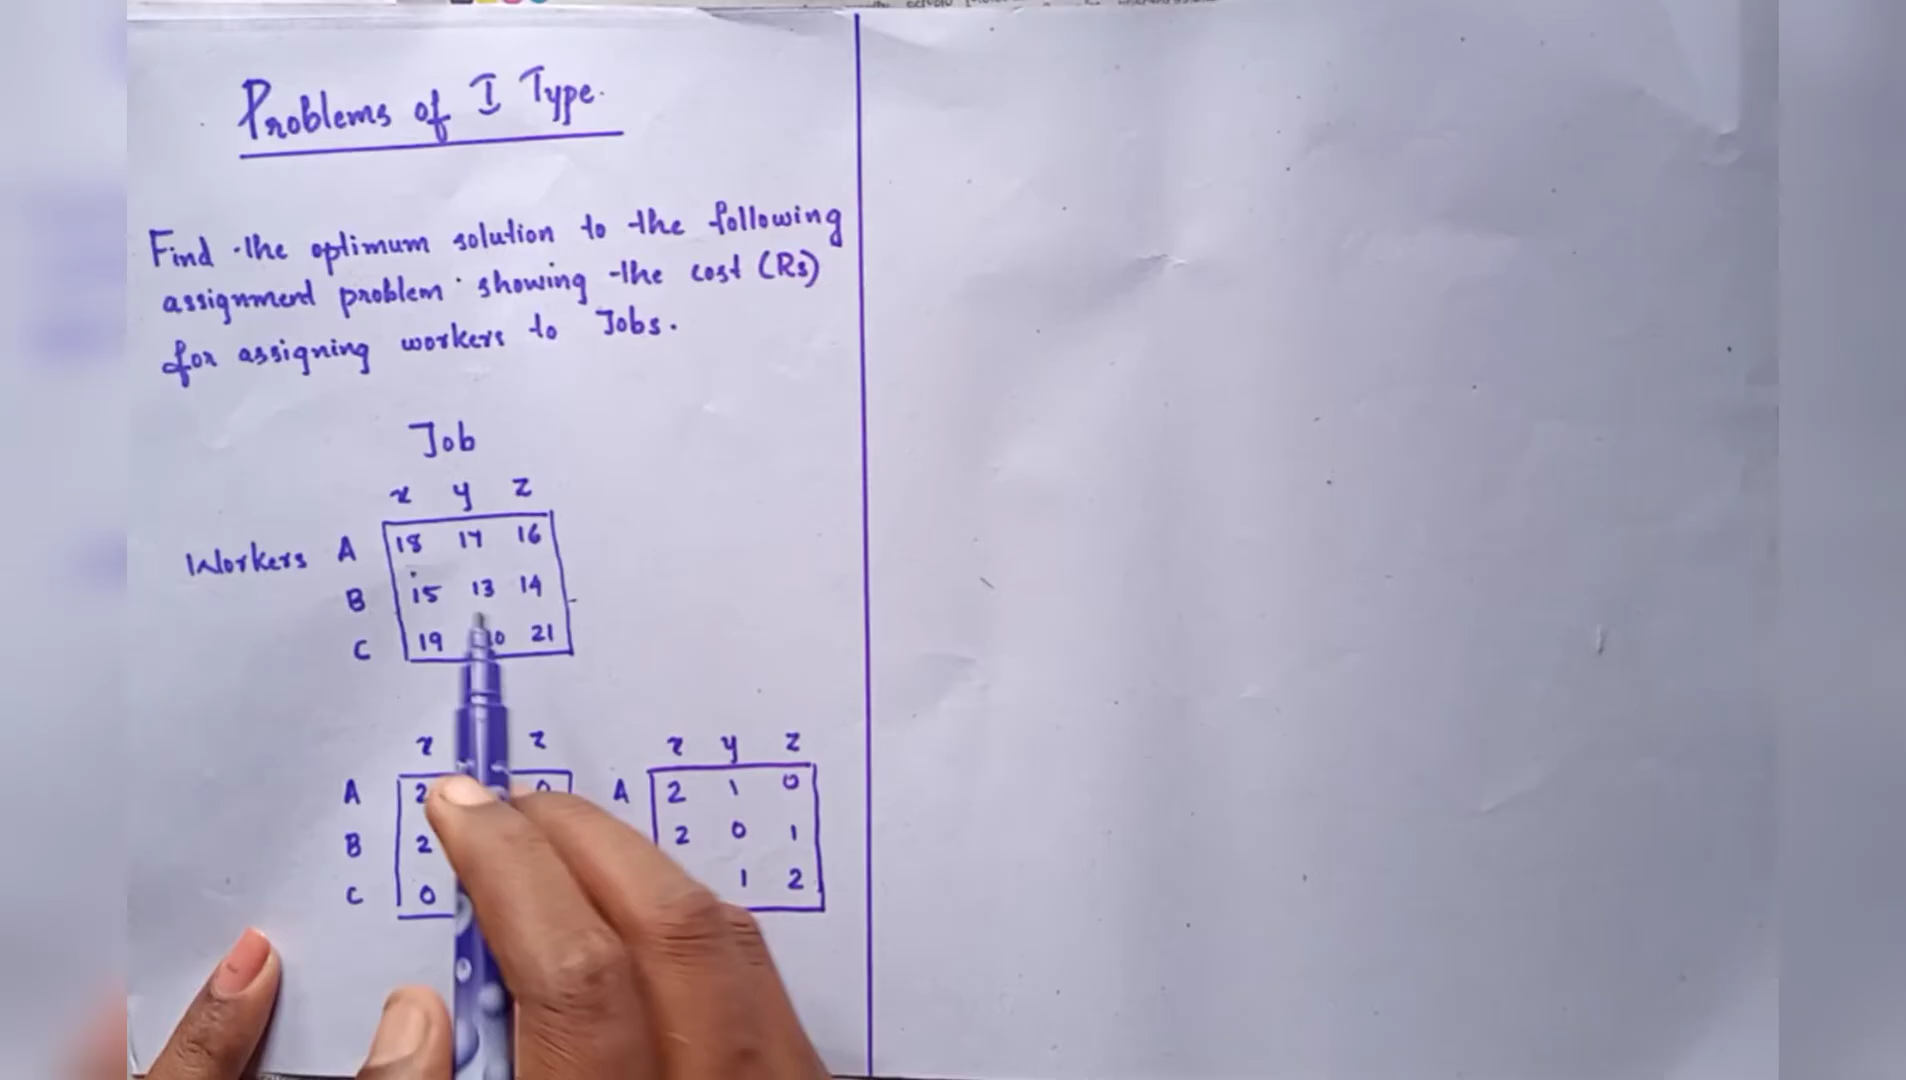 Problems of I Type.
Find the optimum solution to the following
assignment problem showing the cost (Rs)
for assigning workers to Jobs.
Job
x y z
Workers A 18 17 16
B 15 13 14
C 19 21
x z
A 2 0
B 2
C 0
x y z
A 2 1 0
2 0 1
1 2